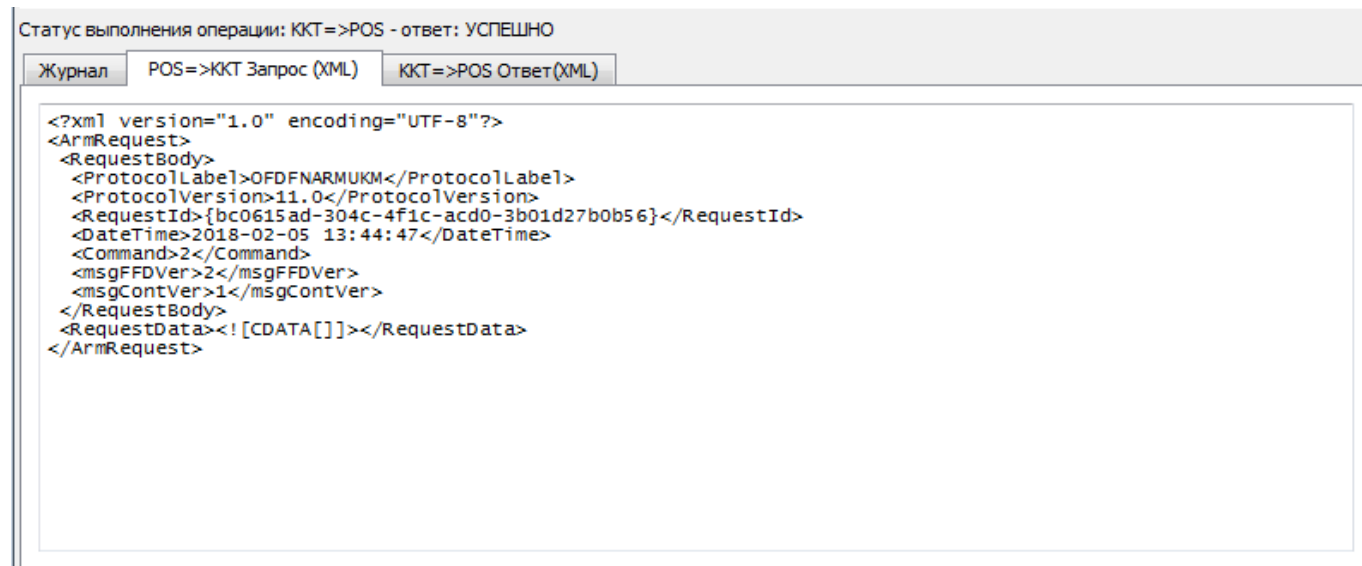 Статус выполнения операции: ККТ=>POS - ответ: УСПЕШНО
Журнал POS=>ККТ Запрос (XML) ККТ=>POS Ответ(XML)
<?xml version="1.0" encoding="UTF-8"?>
<ArmRequest>
<RequestBody>
<ProtocolLabel>OFDFNARMUKM</ProtocolLabel>
<ProtocolVersion>11.0</ProtocolVersion>
<RequestId>{bc0615ad-304c-4f1c-acd0-3b01d27b0b56}</RequestId>
<DateTime>2018-02-05 13:44:47</DateTime>
<Command>2</Command>
<msgFFDVer>2</msgFFDVer>
<msgContVer>1</msgContVer>
</RequestBody>
<RequestData><![CDATA[]]></RequestData>
</ArmRequest>